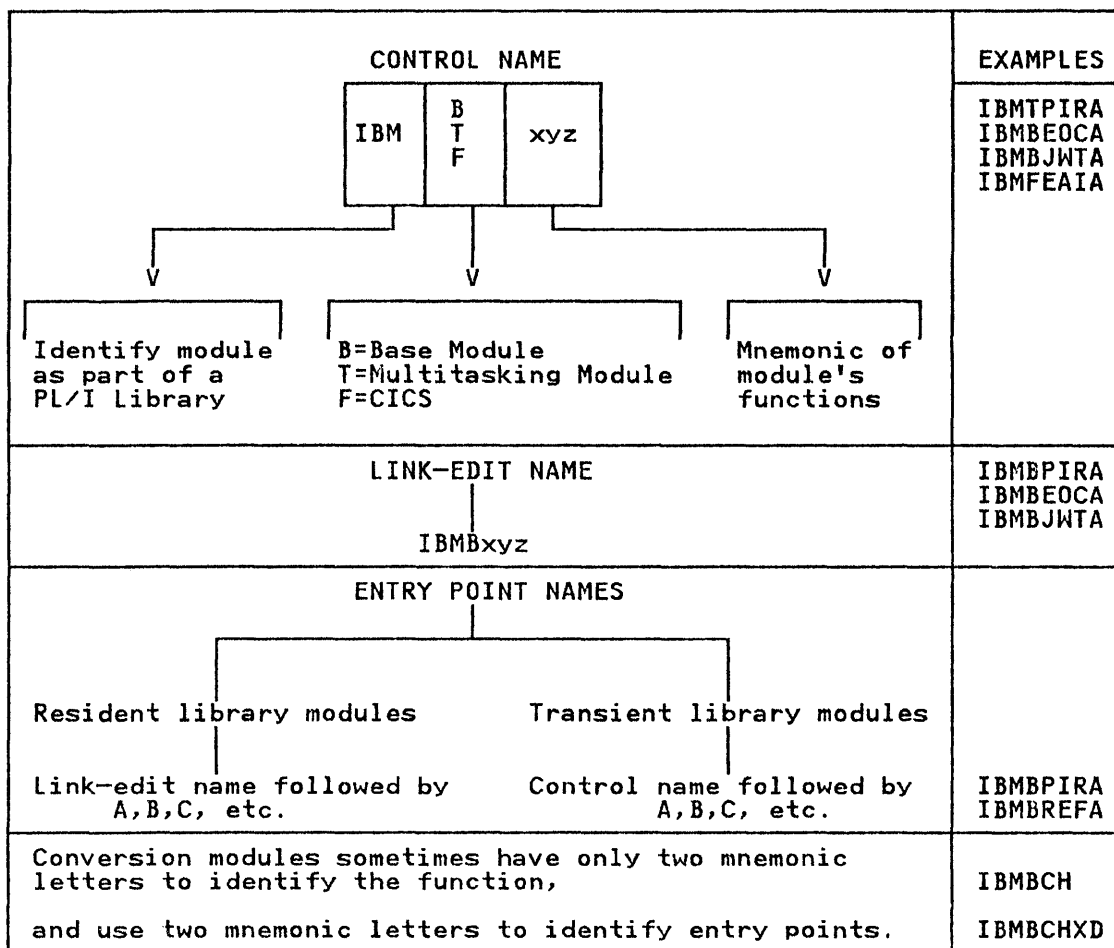 CONTROL NAME
EXAMPLES
IBM
B
T
F
xyz
IBMTPIRA
IBMBEOCA
IBMBJWTA
IBMFEAIA
V V V
Identify module
as part of a
PL/I Library
B=Base Module
T=Multitasking Module
F=CICS
Mnemonic of
module's
functions
LINK-EDIT NAME
IBMBxyz
IBMBPIRA
IBMBEOCA
IBMBJWTA
ENTRY POINT NAMES
Resident library modules
Link-edit name followed by
A,B,C, etc.
Transient library modules
Control name followed by
A,B,C, etc.
IBMBPIRA
IBMBREFA
Conversion modules sometimes have only two mnemonic
letters to identify the function,
IBMBCH
and use two mnemonic letters to identify entry points.
IBMBCHXD